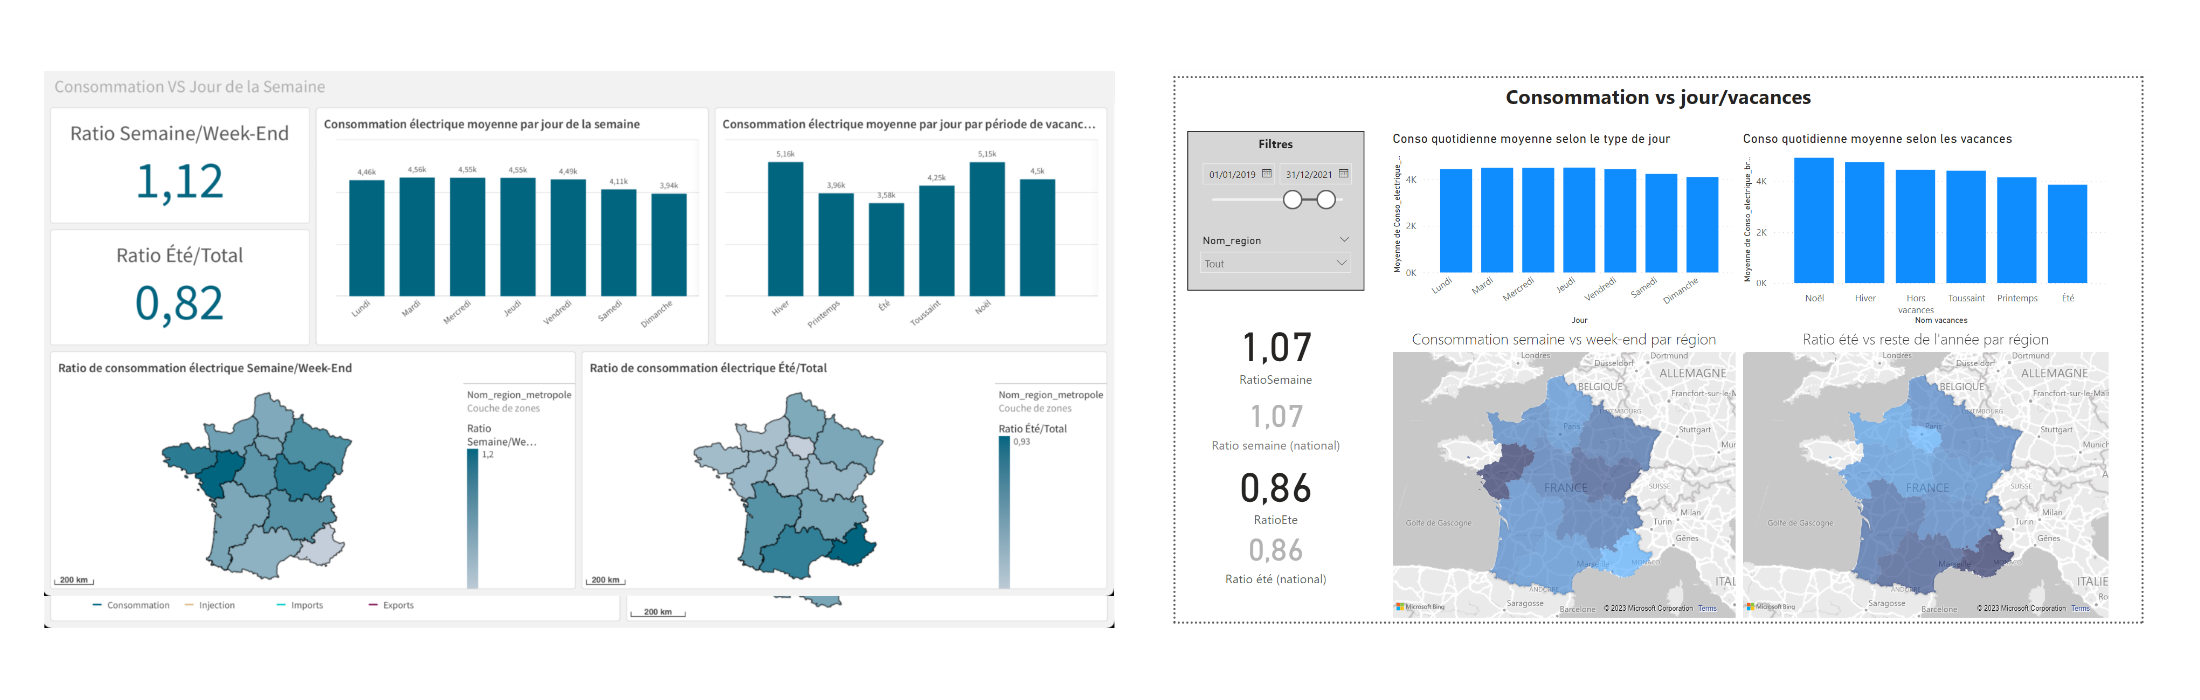 Consommation VS Jour de la Semaine
Ratio Semaine/Week-End
1,12
Ratio Été/Total
0,82
Consommation électrique moyenne par jour de la semaine
4,46k
4,56k
4,55k
4,55k
4,49k
4,11k
3,94k
Lundi
Mardi
Mercredi
Jeudi
Vendredi
Samedi
Dimanche
Consommation électrique moyenne par jour par période de vacanc...
5,16k
3,96k
3,58k
4,25k
5,15k
4,5k
Hiver
Printemps
Été
Toussaint
Noël
Ratio de consommation électrique Semaine/Week-End
Nom_region_metropole
Couche de zones
Ratio
Semaine/We...
1,2
200 km
Ratio de consommation électrique Été/Total
Nom_region_metropole
Couche de zones
Ratio Été/Total
0,93
200 km
Consommation
Injection
Imports
Exports
200 km
Consommation vs jour/vacances
Filtres
01/01/2019
31/12/2021
Nom_region
Tout
1,07
RatioSemaine
1,07
Ratio semaine (national)
0,86
RatioEte
0,86
Ratio été (national)
Conso quotidienne moyenne selon le type de jour
Moyenne de Conso_electrique_...
4K
2K
0K
Lundi
Mardi
Mercredi
Jeudi
Vendredi
Samedi
Dimanche
Jour
Conso quotidienne moyenne selon les vacances
Moyenne de Conso_electrique_br...
4K
2K
0K
Noël
Hiver
Hors
vacances
Toussaint
Printemps
Été
Nom vacances
Consommation semaine vs week-end par région
Londres
Dortmund
Düsseldorf
ALLEMAGNE
BELGIQUE
Francfort-sur-le-M
LUXEMBOURG
Paris
Stuttgart
Mur
FRANCE
SUISSE
Milan
Turin
Golfe de Gascogne
Gênes
Marseille
MONACO
ANDORRE
ITAL
Saragosse
Barcelone
Microsoft Bing
© 2023 Microsoft Corporation
Terms
Ratio été vs reste de l'année par région
Londres
Dortmund
Düsseldorf
ALLEMAGNE
BELGIQUE
Francfort-sur-le-Mai
LUXEMBOURG
Paris
Stuttgart
Munich
FRANCE
SUISSE
Milan
Turin
Golfe de Gascogne
Gênes
Marseille
ANDORRE
ITALIE
Ro
Saragosse
Barcelone
Microsoft Bing
© 2023 Microsoft Corporation
Terms